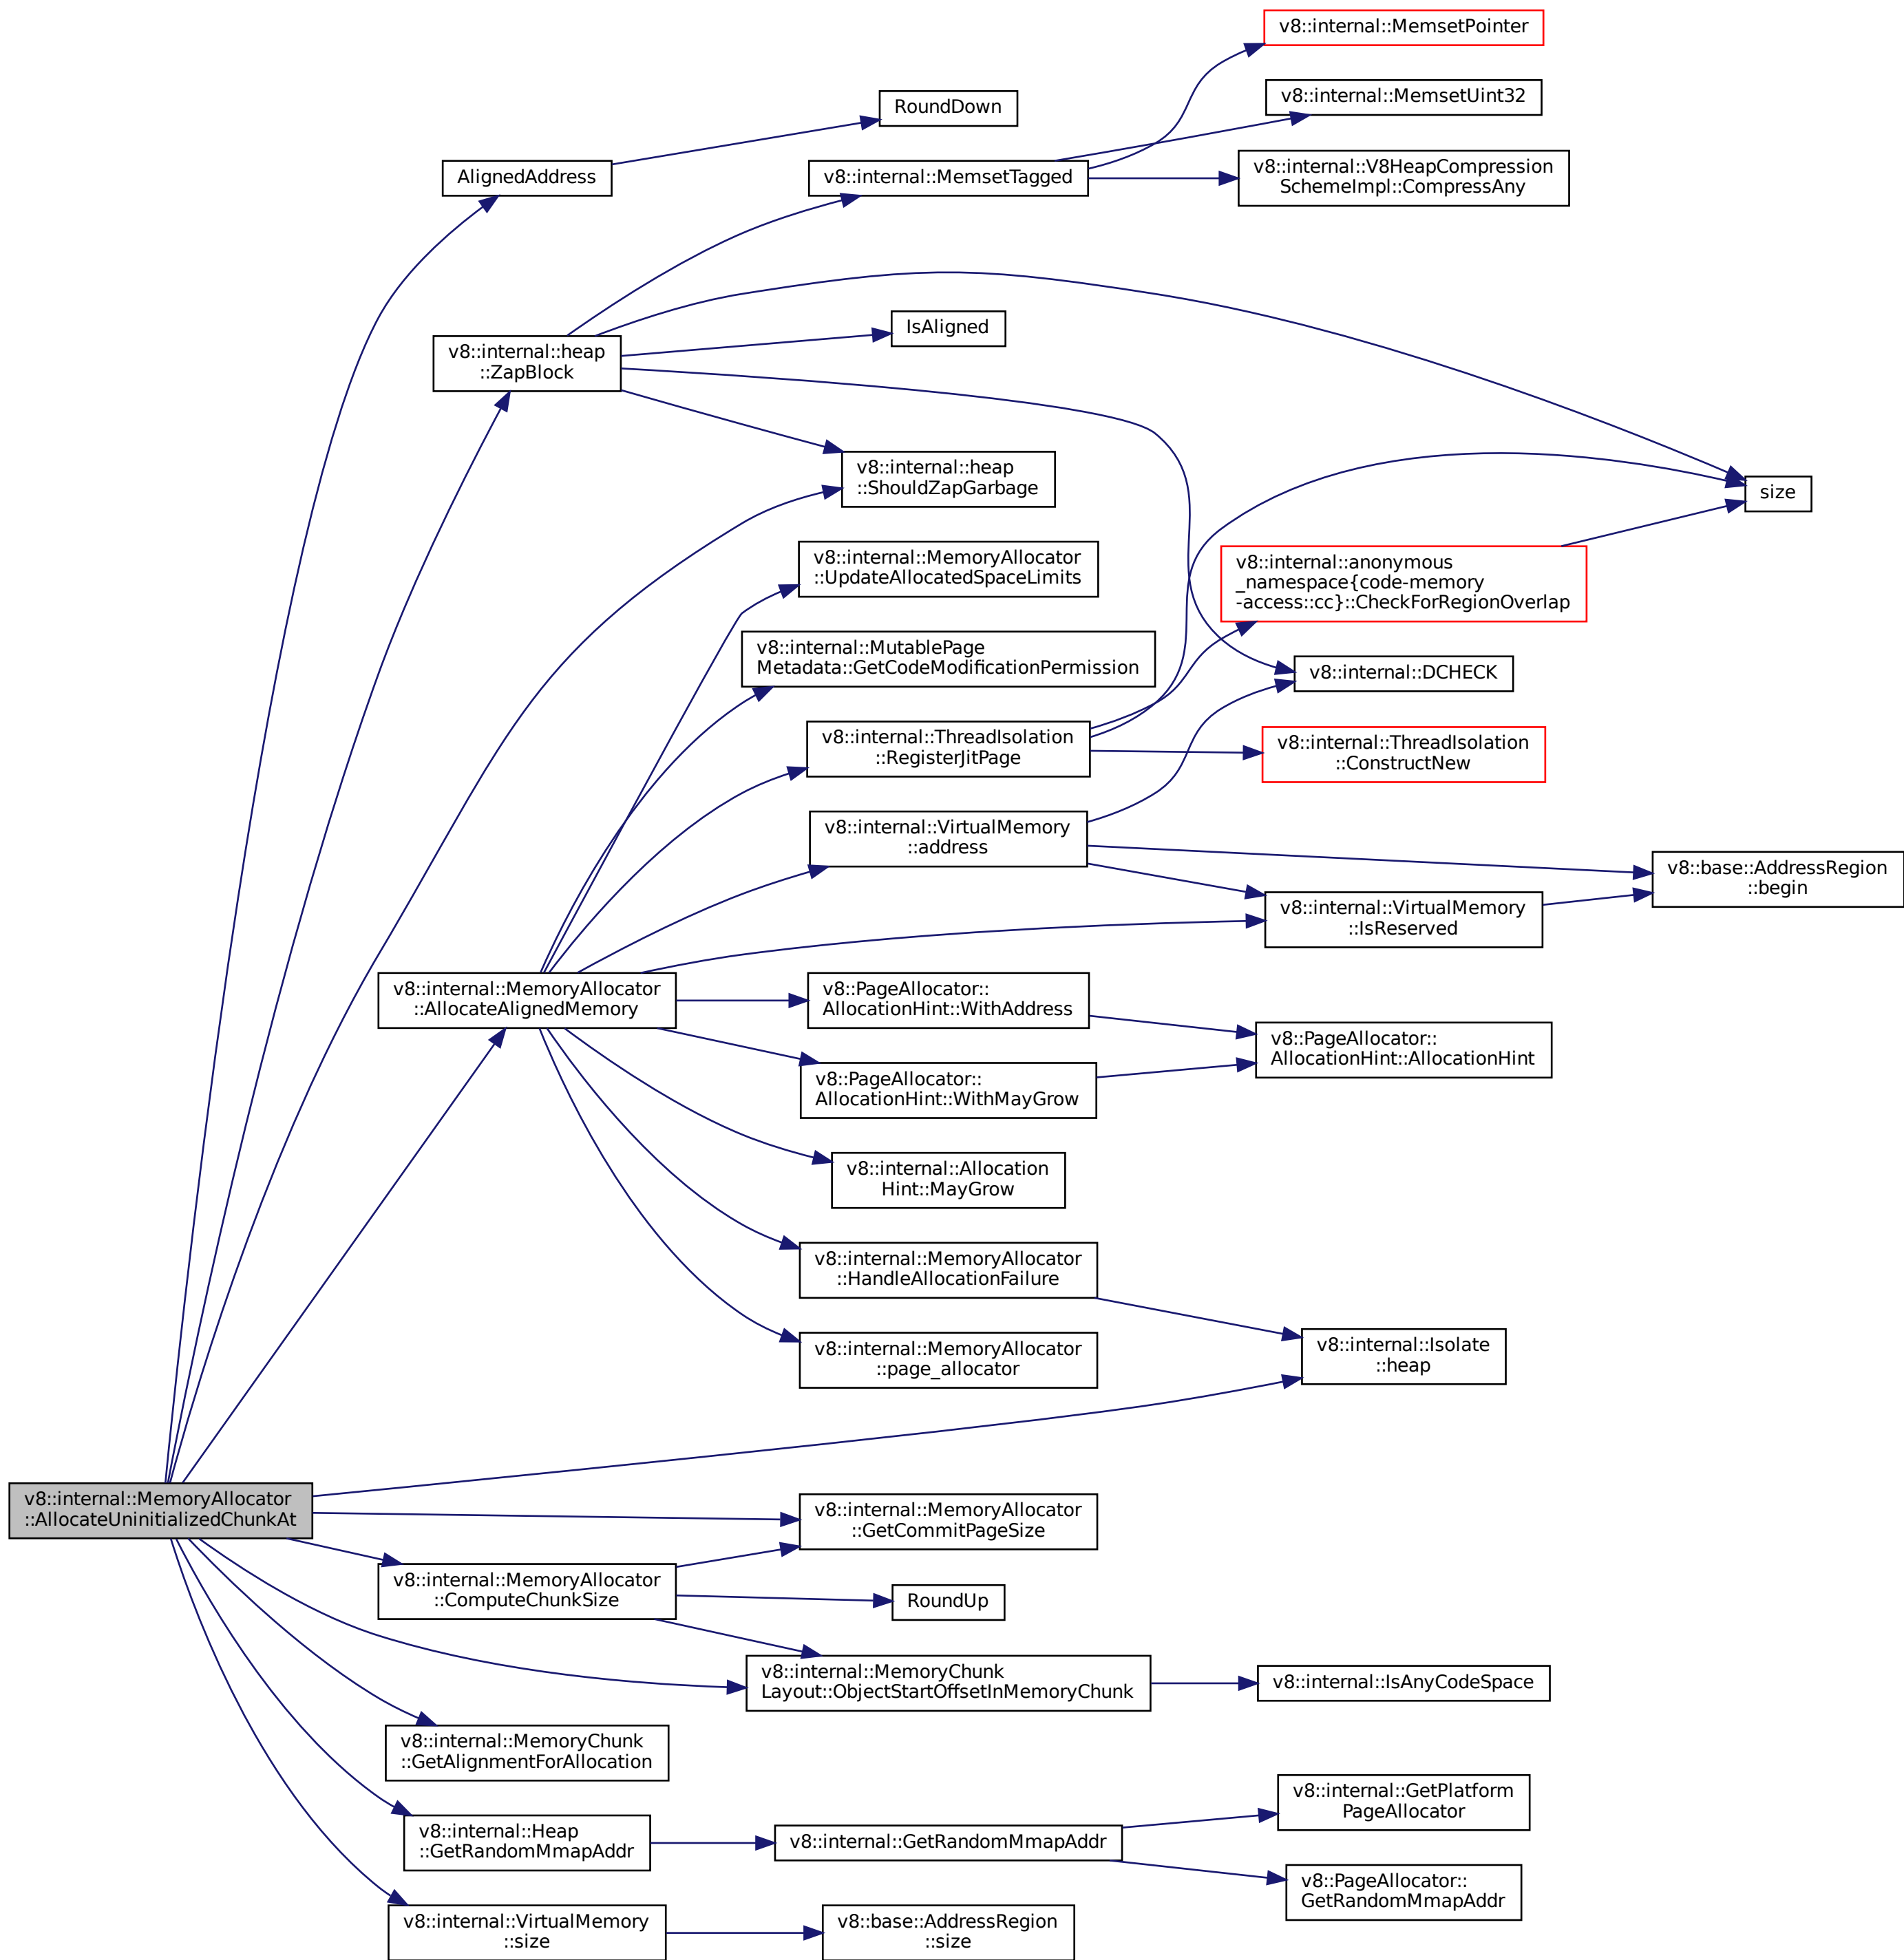 v8::internal::MemsetPointer
v8::internal::MemsetUint32
RoundDown
AlignedAddress
v8::internal::MemsetTagged
v8::internal::V8HeapCompression
SchemeImpl::CompressAny
IsAligned
v8::internal::heap
::ZapBlock
v8::internal::heap
::ShouldZapGarbage
size
v8::internal::MemoryAllocator
::UpdateAllocatedSpaceLimits
v8::internal::anonymous
_namespace{code-memory
-access::cc}::CheckForRegionOverlap
v8::internal::MutablePage
Metadata::GetCodeModificationPermission
v8::internal::DCHECK
v8::internal::ThreadIsolation
::RegisterJitPage
v8::internal::ThreadIsolation
::ConstructNew
v8::internal::VirtualMemory
::address
v8::base::AddressRegion
::begin
v8::internal::VirtualMemory
::IsReserved
v8::internal::MemoryAllocator
::AllocateAlignedMemory
v8::PageAllocator::
AllocationHint::WithAddress
v8::PageAllocator::
AllocationHint::AllocationHint
v8::PageAllocator::
AllocationHint::WithMayGrow
v8::internal::Allocation
Hint::MayGrow
v8::internal::MemoryAllocator
::HandleAllocationFailure
v8::internal::MemoryAllocator
::page_allocator
v8::internal::Isolate
::heap
v8::internal::MemoryAllocator
::AllocateUninitializedChunkAt
v8::internal::MemoryAllocator
::GetCommitPageSize
v8::internal::MemoryAllocator
::ComputeChunkSize
RoundUp
v8::internal::MemoryChunk
Layout::ObjectStartOffsetInMemoryChunk
v8::internal::IsAnyCodeSpace
v8::internal::MemoryChunk
::GetAlignmentForAllocation
v8::internal::GetPlatform
PageAllocator
v8::internal::Heap
::GetRandomMmapAddr
v8::internal::GetRandomMmapAddr
v8::PageAllocator::
GetRandomMmapAddr
v8::internal::VirtualMemory
::size
v8::base::AddressRegion
::size